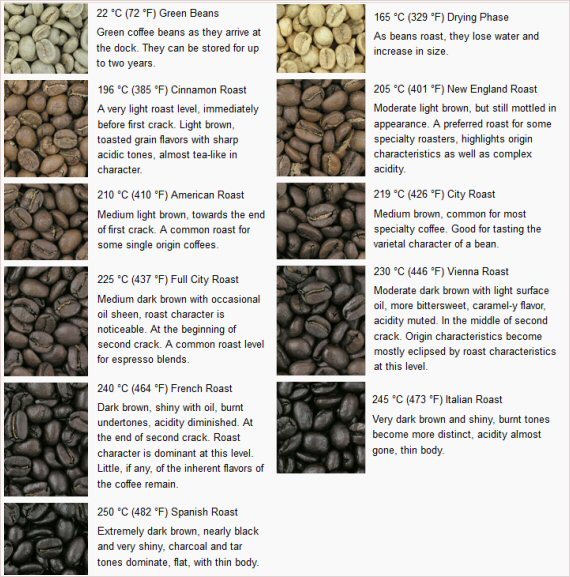 22 °C (72 °F) Green Beans
Green coffee beans as they arrive at
the dock. They can be stored for up
to two years.
165 °C (329 °F) Drying Phase
As beans roast, they lose water and
increase in size.
196 °C (385 °F) Cinnamon Roast
A very light roast level, immediately
before first crack. Light brown,
toasted grain flavors with sharp
acidic tones, almost tea-like in
character.
205 °C (401 °F) New England Roast
Moderate light brown, but still mottled in
appearance. A preferred roast for some
specialty roasters, highlights origin
characteristics as well as complex
acidity.
210 °C (410 °F) American Roast
Medium light brown, towards the end
of first crack. A common roast for
some single origin coffees.
219 °C (426 °F) City Roast
Medium brown, common for most
specialty coffee. Good for tasting the
varietal character of a bean.
225 °C (437 °F) Full City Roast
Medium dark brown with occasional
oil sheen, roast character is
noticeable. At the beginning of
second crack. A common roast level
for espresso blends.
230 °C (446 °F) Vienna Roast
Moderate dark brown with light surface
oil, more bittersweet, caramel-y flavor,
acidity muted. In the middle of second
crack. Origin characteristics become
mostly eclipsed by roast characteristics
at this level.
240 °C (464 °F) French Roast
Dark brown, shiny with oil, burnt
undertones, acidity diminished. At
the end of second crack. Roast
character is dominant at this level.
Little, if any, of the inherent flavors of
the coffee remain.
245 °C (473 °F) Italian Roast
Very dark brown and shiny, burnt tones
become more distinct, acidity almost
gone, thin body.
250 °C (482 °F) Spanish Roast
Extremely dark brown, nearly black
and very shiny, charcoal and tar
tones dominate, flat, with thin body.